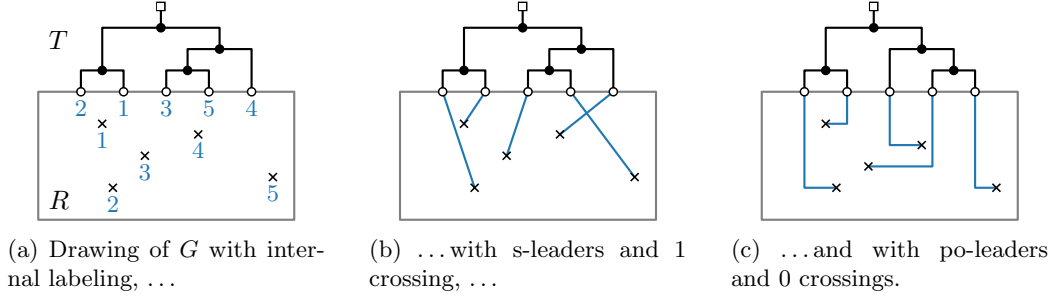 T
2 1 3 5 4
1
4
3
5
2
R
(a) Drawing of G with inter-
nal labeling, ...
(b) ...with s-leaders and 1
crossing, ...
(c) ...and with po-leaders
and 0 crossings.